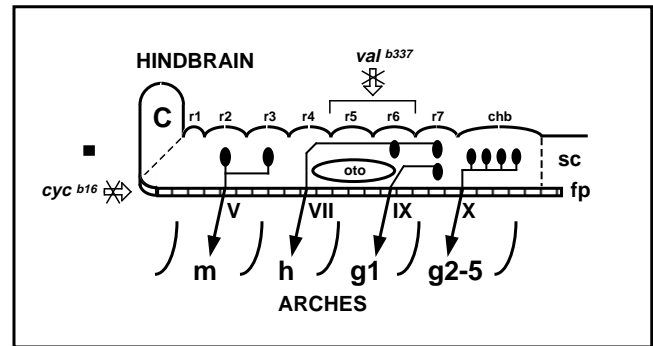 HINDBRAIN
val b337
C r1 r2 r3 r4 r5 r6 r7 chb
oto
sc
cyc b16
fp
V VII IX X
m h g1 g2-5
ARCHES